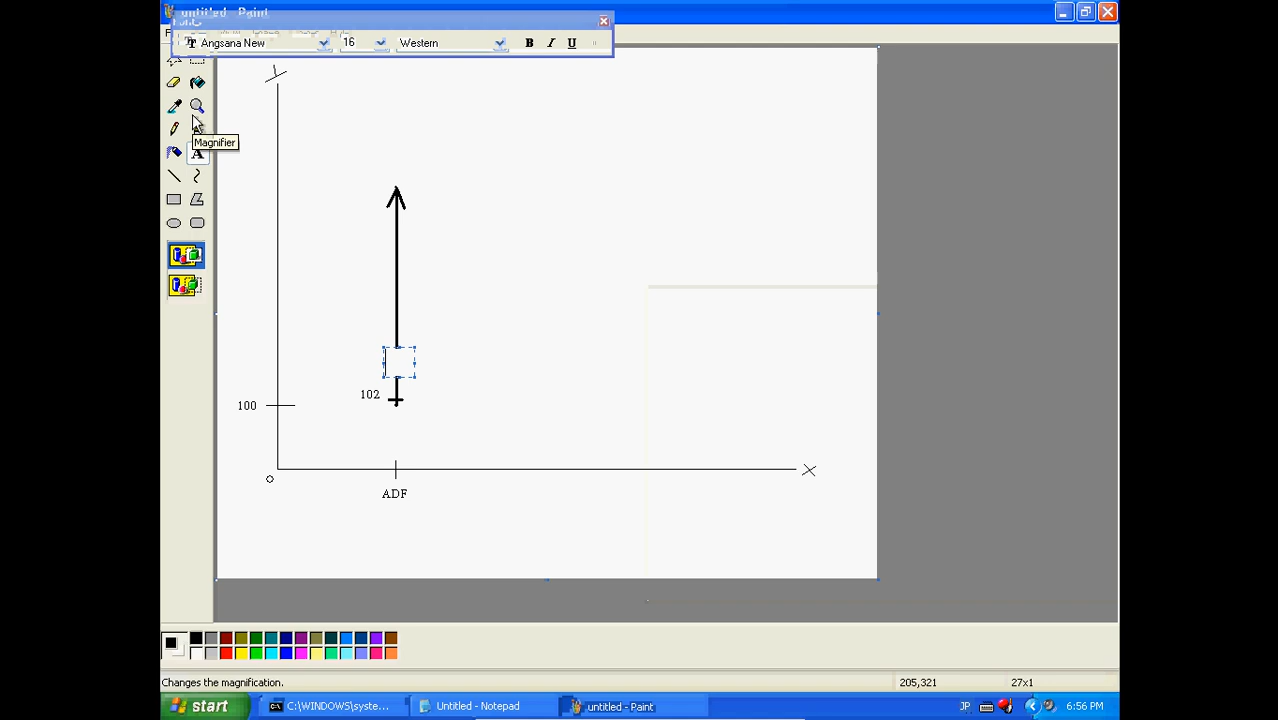 untitled - Paint
Angsana New
16
Western
B I U
Magnifier
A
Y
102
100
X
O
ADF
Changes the magnification.
205,321
27x1
start
C:\WINDOWS\syste...
Untitled - Notepad
untitled - Paint
JP
6:56 PM